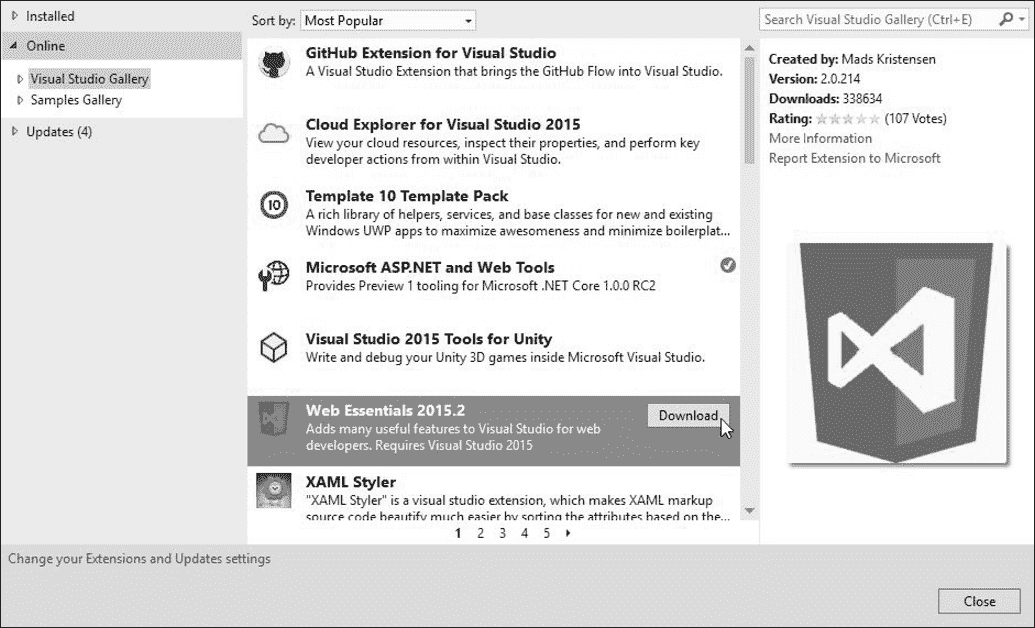 Installed
Online
Visual Studio Gallery
Samples Gallery
Updates (4)
Sort by: Most Popular
GitHub Extension for Visual Studio
A Visual Studio Extension that brings the GitHub Flow into Visual Studio.
Cloud Explorer for Visual Studio 2015
View your cloud resources, inspect their properties, and perform key
developer actions from within Visual Studio.
10
Template 10 Template Pack
A rich library of helpers, services, and base classes for new and existing
Windows UWP apps to maximize awesomeness and minimize boilerplat...
Microsoft ASP.NET and Web Tools
Provides Preview 1 tooling for Microsoft .NET Core 1.0.0 RC2
Visual Studio 2015 Tools for Unity
Write and debug your Unity 3D games inside Microsoft Visual Studio.
Web Essentials 2015.2
Download
Adds many useful features to Visual Studio for web
developers. Requires Visual Studio 2015
XAML Styler
"XAML Styler" is a visual studio extension, which makes XAML markup
source code beautify much easier by sorting the attributes based on the...
1 2 3 4 5
Search Visual Studio Gallery (Ctrl+E)
Created by: Mads Kristensen
Version: 2.0.214
Downloads: 338634
Rating: (107 Votes)
More Information
Report Extension to Microsoft
Change your Extensions and Updates settings
Close